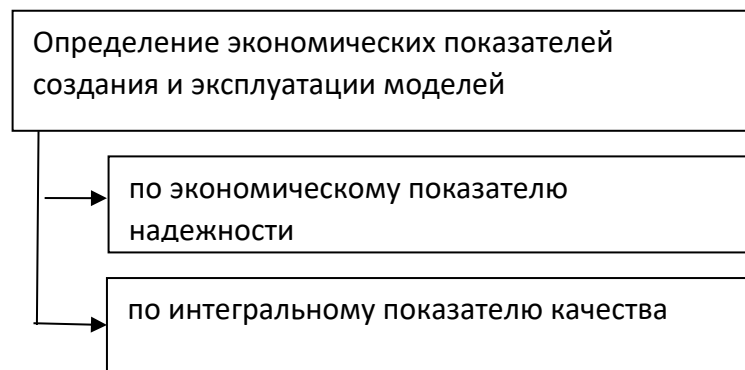 Определение экономических показателей
создания и эксплуатации моделей
по экономическому показателю
надежности
по интегральному показателю качества